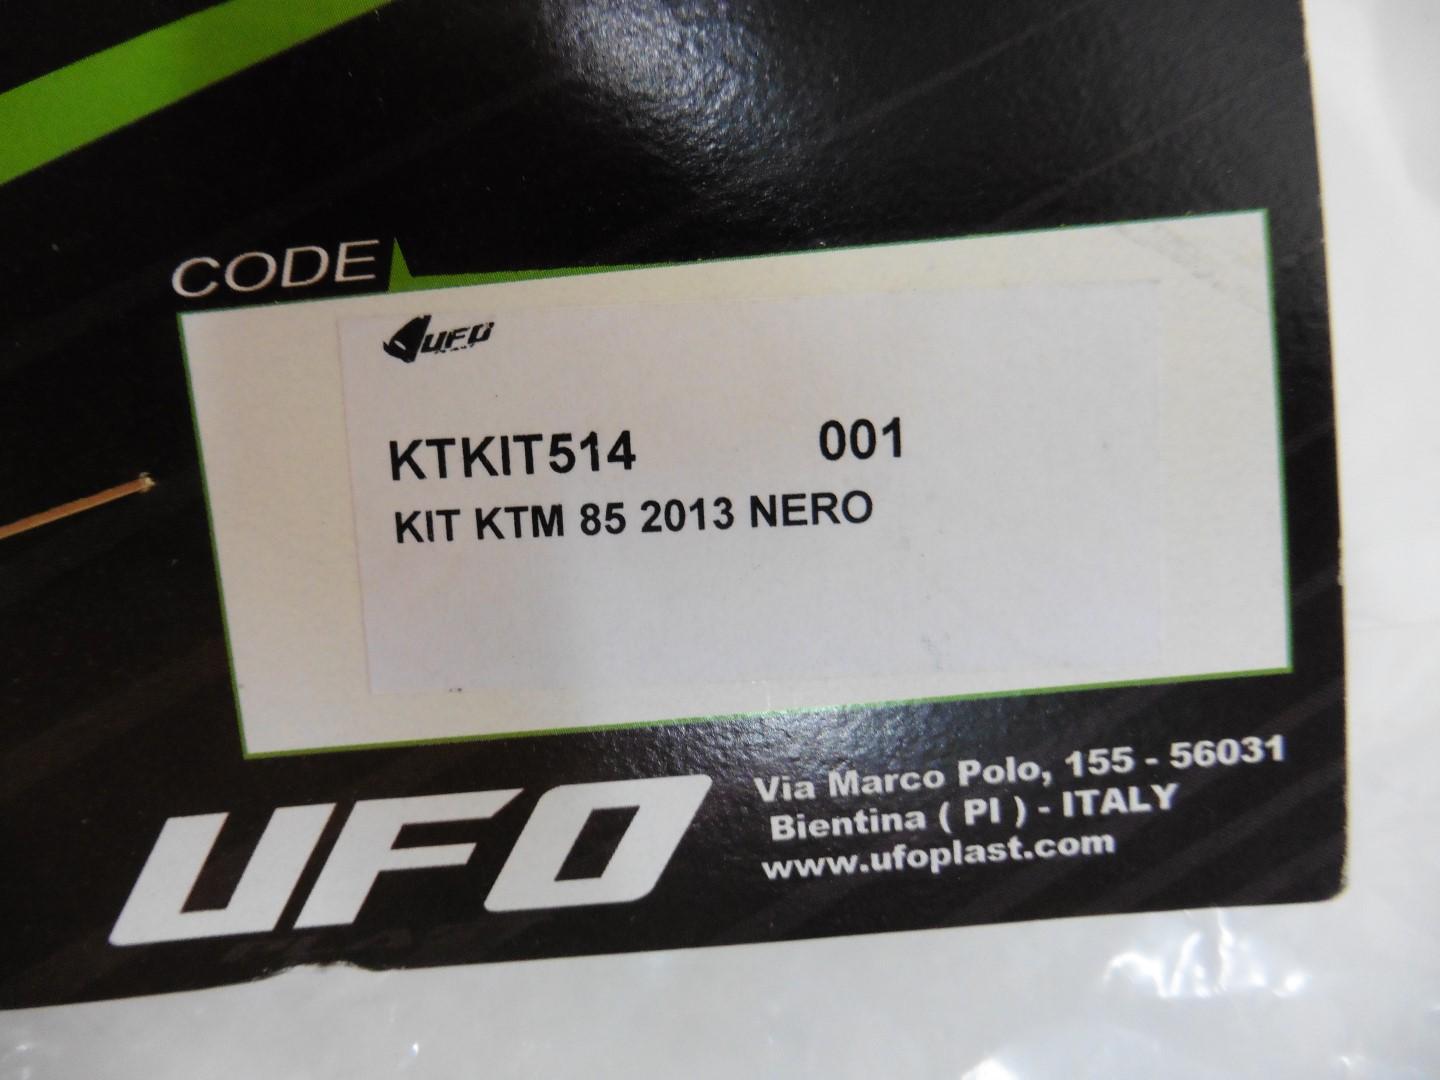 CODE
UFO
KTKIT514 001
KIT KTM 85 2013 NERO
UFO
Via Marco Polo, 155 - 56031
Bientina ( PI ) - ITALY
www.ufoplast.com